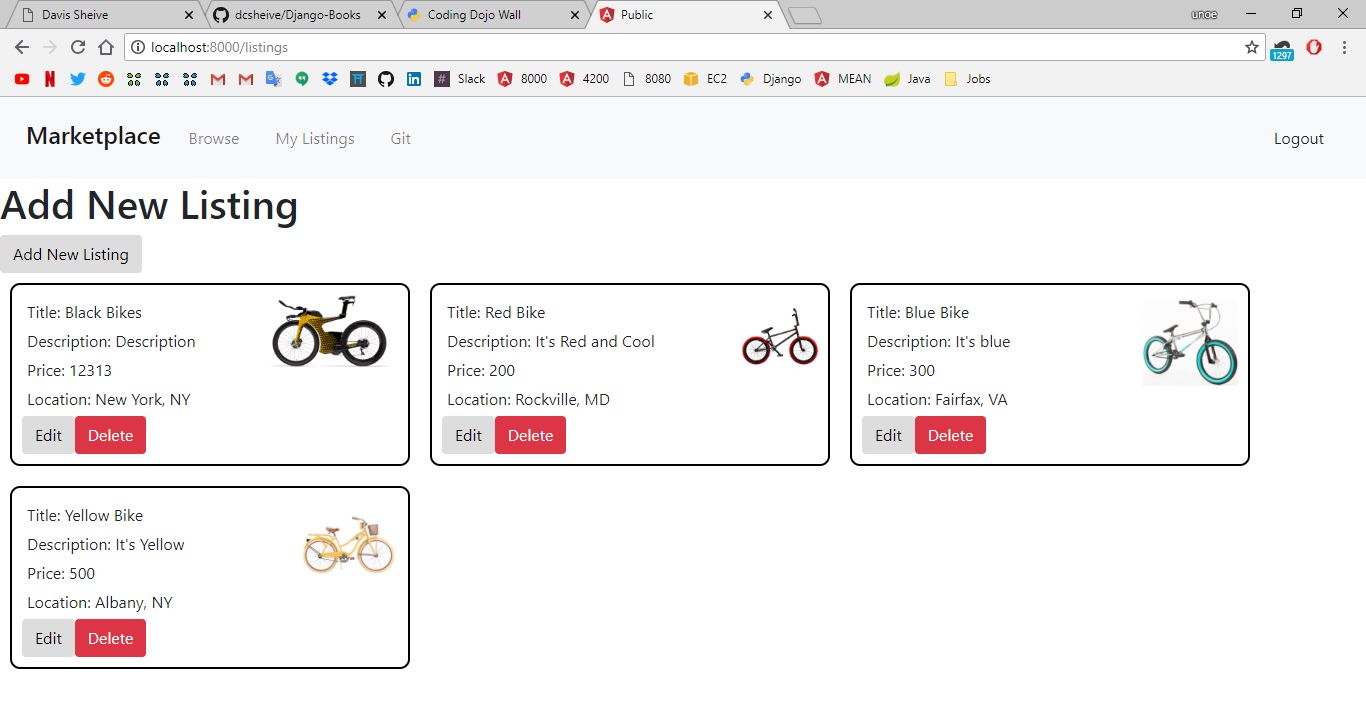 Davis Sheive
dcsheive/Django-Books
Coding Dojo Wall
Public
unoe
localhost:8000/listings
1297
Slack
8000
4200
8080
EC2
Django
MEAN
Java
Jobs
Marketplace
Browse
My Listings
Git
Logout
Add New Listing
Add New Listing
Title: Black Bikes
Description: Description
Price: 12313
Location: New York, NY
Edit
Delete
Title: Red Bike
Description: It's Red and Cool
Price: 200
Location: Rockville, MD
Edit
Delete
Title: Blue Bike
Description: It's blue
Price: 300
Location: Fairfax, VA
Edit
Delete
Title: Yellow Bike
Description: It's Yellow
Price: 500
Location: Albany, NY
Edit
Delete